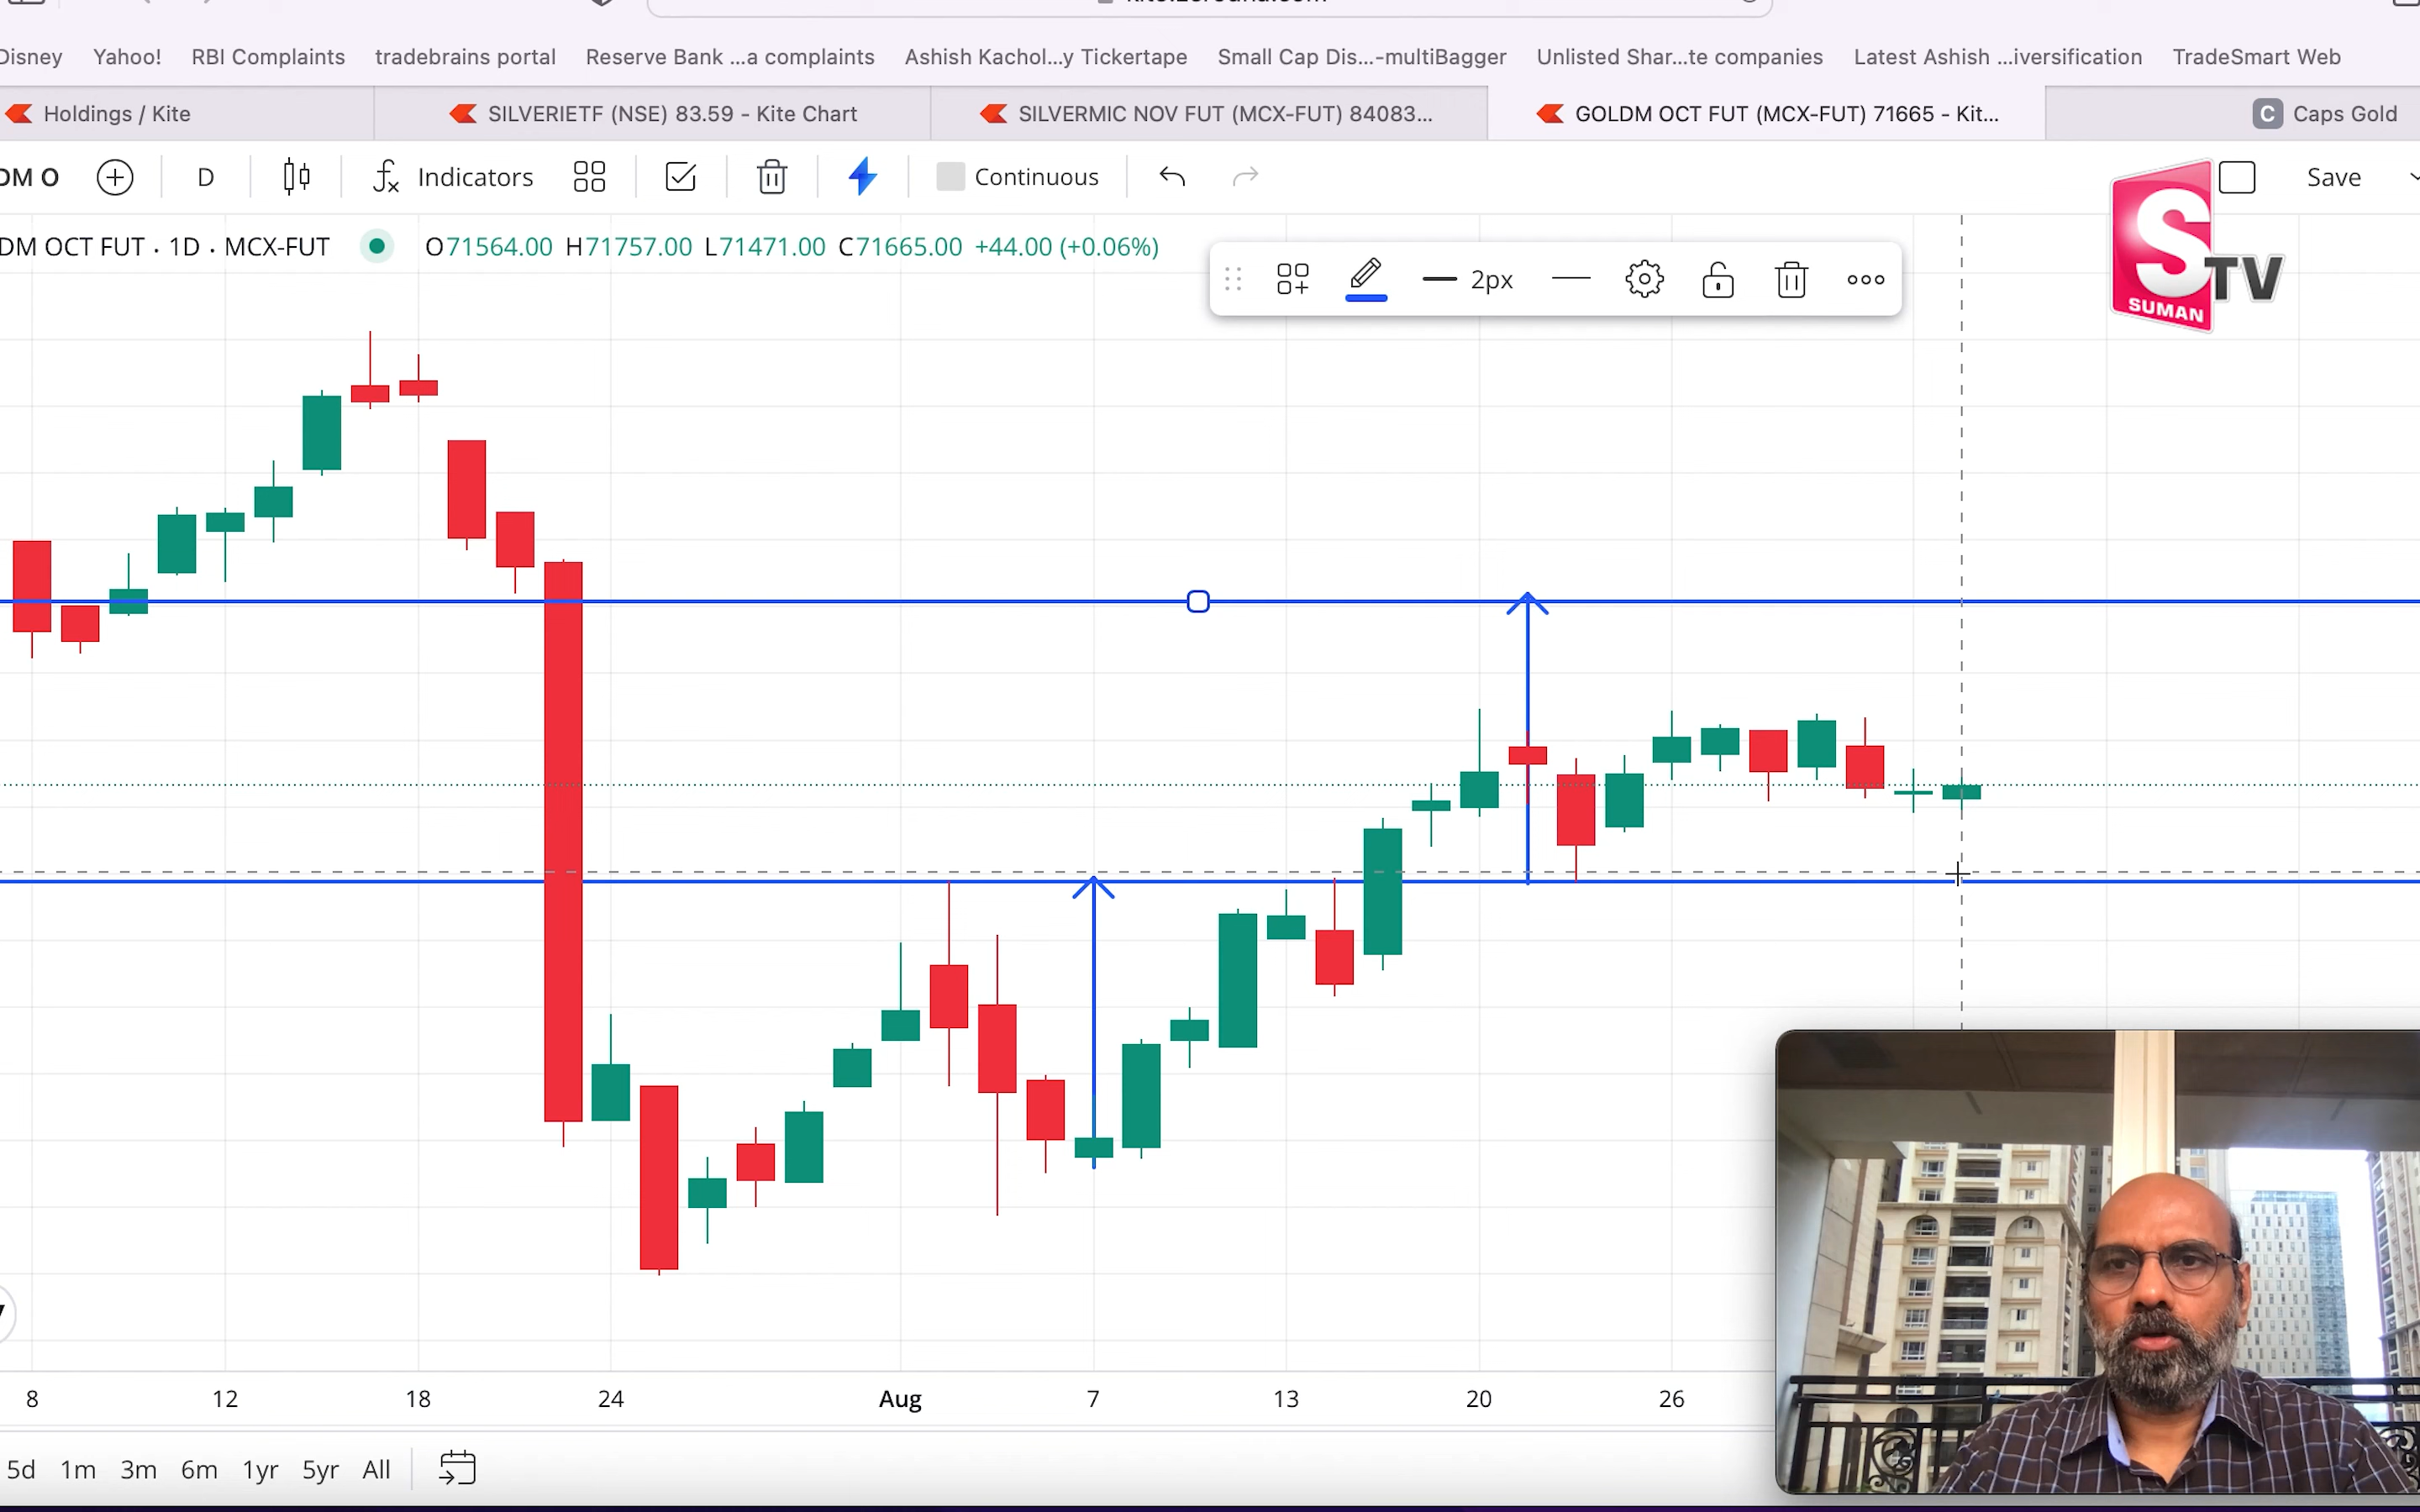 Disney Yahoo! RBI Complaints tradebrains portal Reserve Bank ...a complaints Ashish Kachol...y Tickertape Small Cap Dis...-multiBagger Unlisted Shar...te companies Latest Ashish ...iversification TradeSmart Web
Holdings / Kite SILVERIETF (NSE) 83.59 - Kite Chart SILVERMIC NOV FUT (MCX-FUT) 84083... GOLDM OCT FUT (MCX-FUT) 71665 - Kit... C Caps Gold
DM O D Indicators Continuous Save
DM OCT FUT · 1D · MCX-FUT O71564.00 H71757.00 L71471.00 C71665.00 +44.00 (+0.06%)
2px
S TV
SUMAN
8 12 18 24 Aug 7 13 20 26
5d 1m 3m 6m 1yr 5yr All